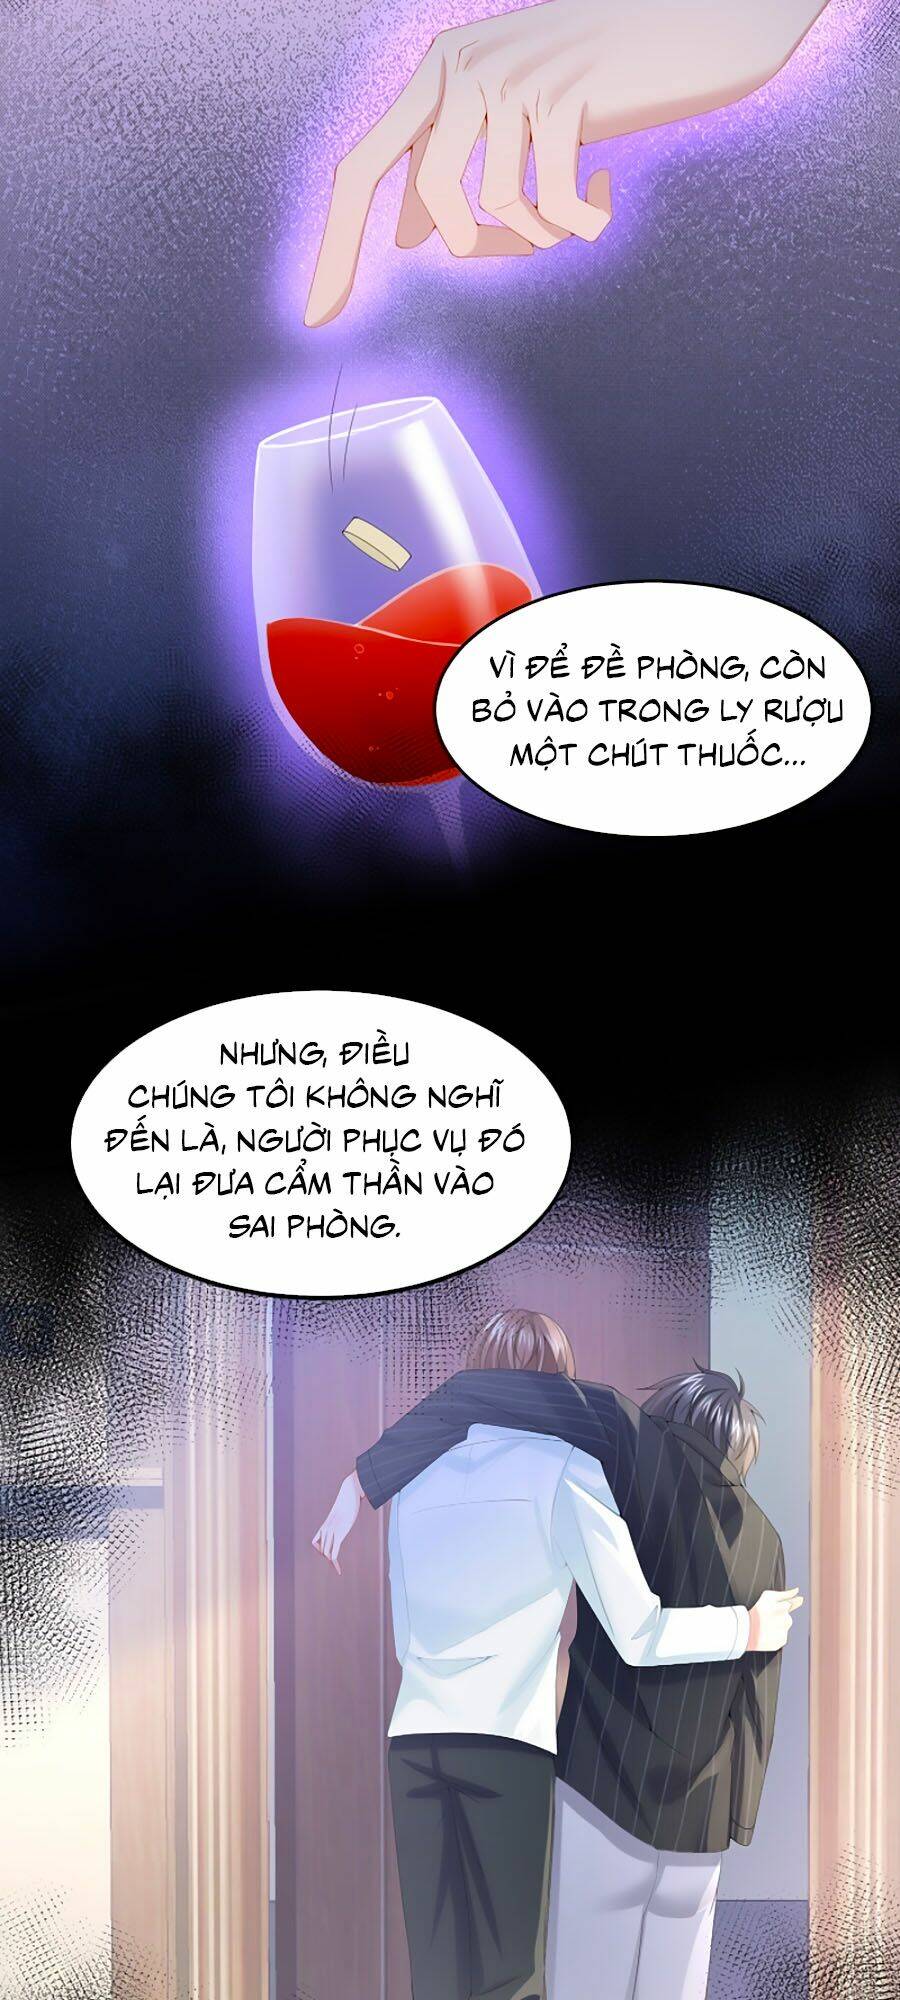 VÌ ĐỂ ĐỀ PHÒNG, CÒN
BỎ VÀO TRONG LY RƯỢU
MỘT CHÚT THUỐC...
NHƯNG, ĐIỀU
CHÚNG TÔI KHÔNG NGHĨ
ĐẾN LÀ, NGƯỜI PHỤC VỤ ĐÓ
LẠI ĐƯA CẨM THẦN VÀO
SAI PHÒNG.